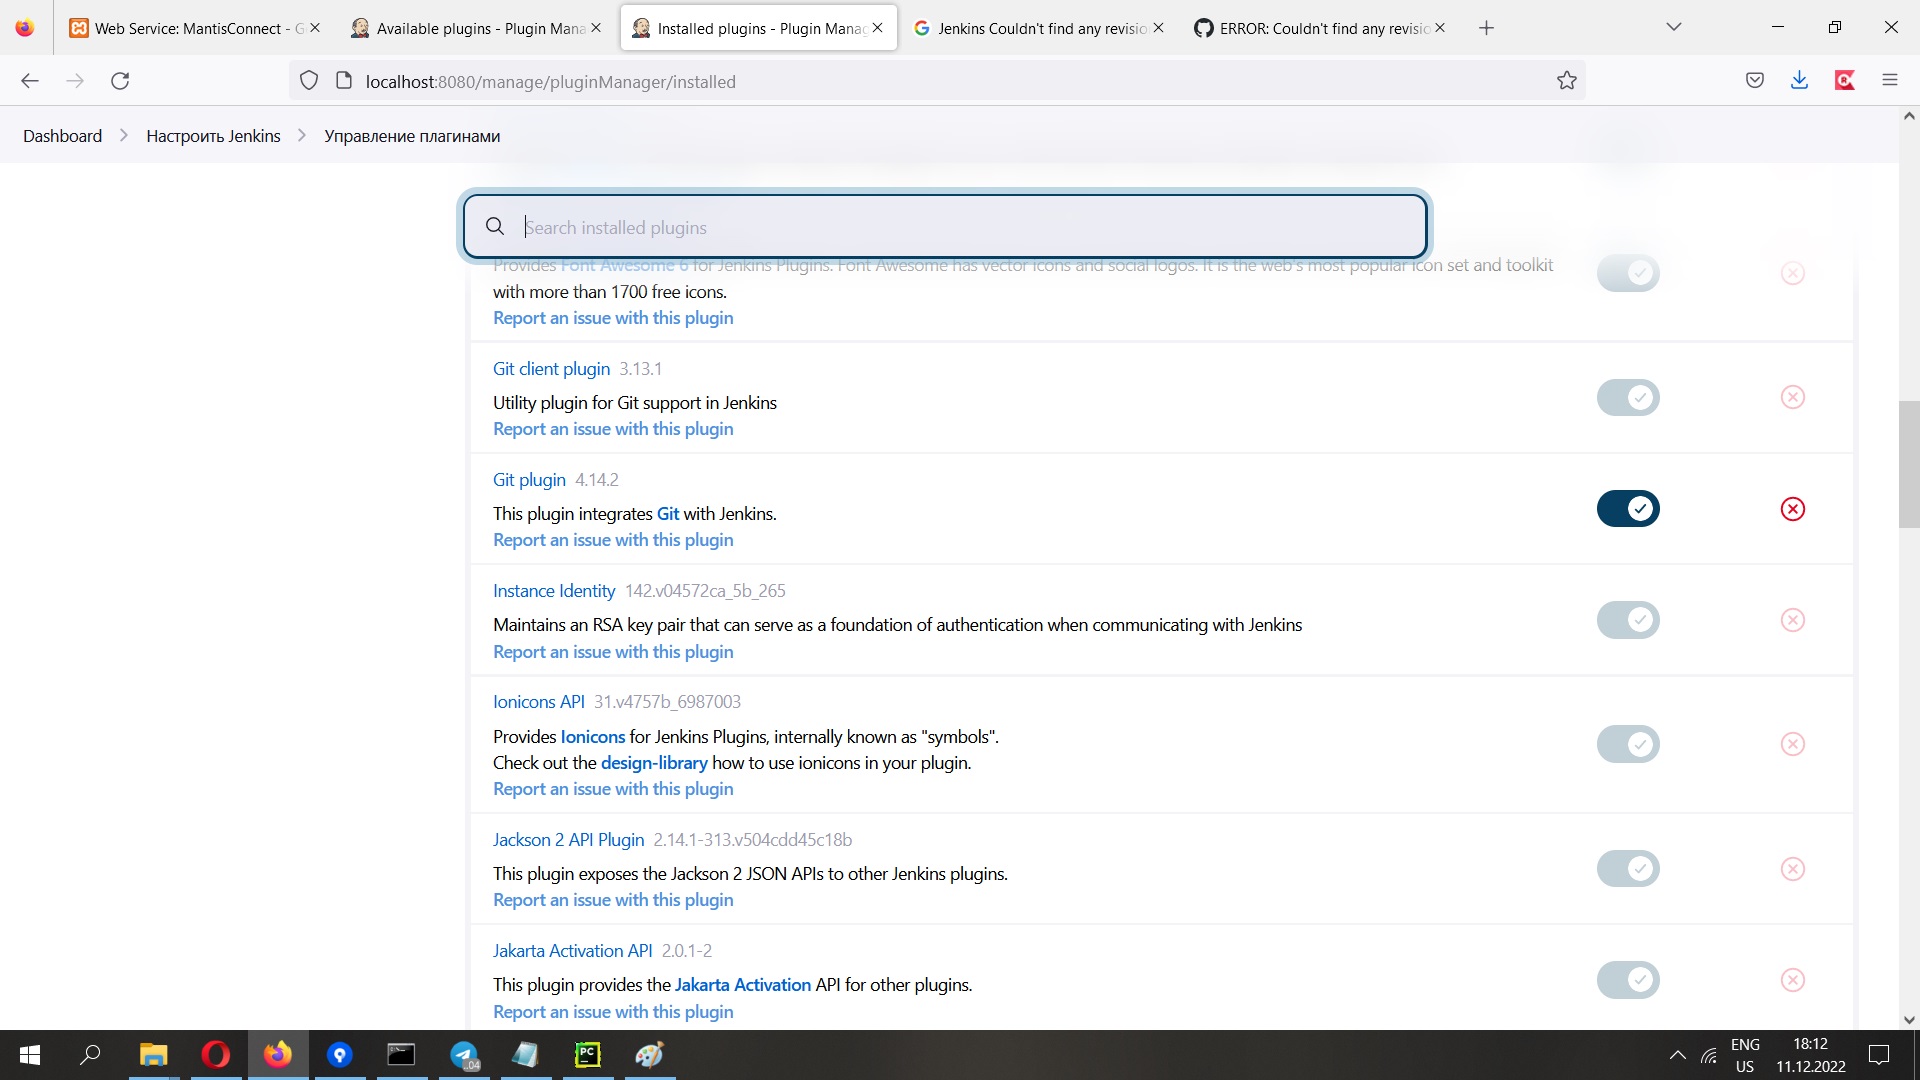 Web Service: MantisConnect - G
Available plugins - Plugin Mana
Installed plugins - Plugin Manag
Jenkins Couldn't find any revisio
ERROR: Couldn't find any revisio
localhost:8080/manage/pluginManager/installed
Dashboard
Настроить Jenkins
Управление плагинами
Search installed plugins
Provides Font Awesome 6 for Jenkins Plugins. Font Awesome has vector icons and social logos. It is the web's most popular icon set and toolkit
with more than 1700 free icons.
Report an issue with this plugin
Git client plugin 3.13.1
Utility plugin for Git support in Jenkins
Report an issue with this plugin
Git plugin 4.14.2
This plugin integrates Git with Jenkins.
Report an issue with this plugin
Instance Identity 142.v04572ca_5b_265
Maintains an RSA key pair that can serve as a foundation of authentication when communicating with Jenkins
Report an issue with this plugin
Ionicons API 31.v4757b_6987003
Provides Ionicons for Jenkins Plugins, internally known as "symbols".
Check out the design-library how to use ionicons in your plugin.
Report an issue with this plugin
Jackson 2 API Plugin 2.14.1-313.v504cdd45c18b
This plugin exposes the Jackson 2 JSON APIs to other Jenkins plugins.
Report an issue with this plugin
Jakarta Activation API 2.0.1-2
This plugin provides the Jakarta Activation API for other plugins.
Report an issue with this plugin
PC
04
ENG
US
18:12
11.12.2022